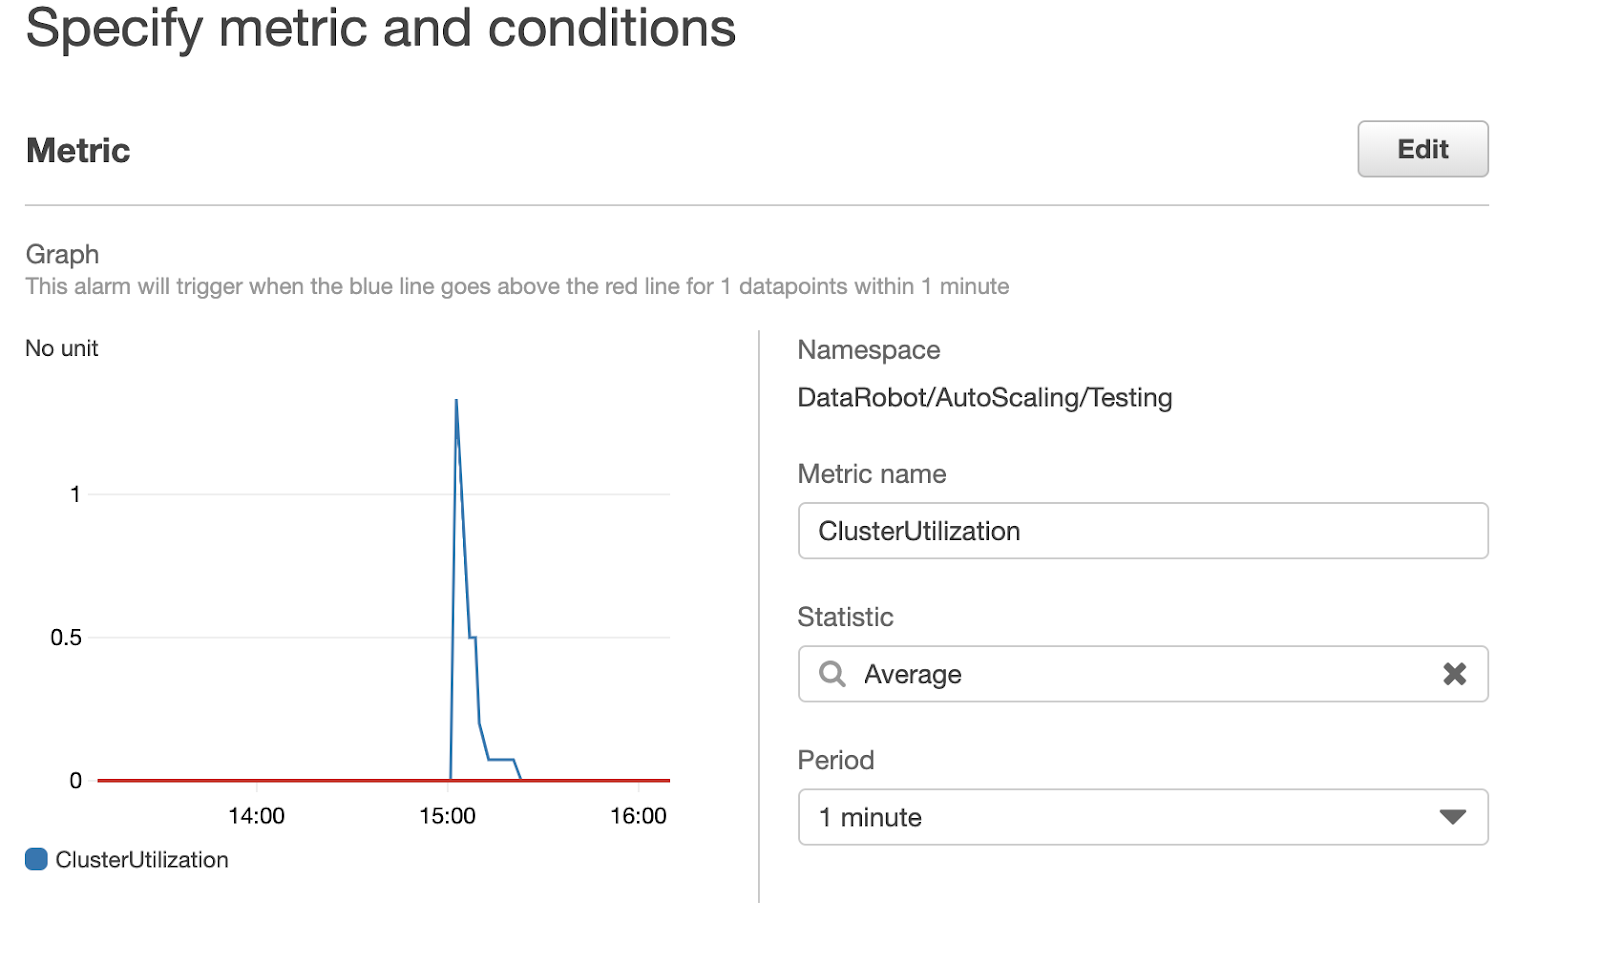 Specify metric and conditions
Metric
Edit
Graph
This alarm will trigger when the blue line goes above the red line for 1 datapoints within 1 minute
No unit
1
0.5
0
14:00
15:00
16:00
ClusterUtilization
Namespace
DataRobot/AutoScaling/Testing
Metric name
ClusterUtilization
Statistic
Average
Period
1 minute